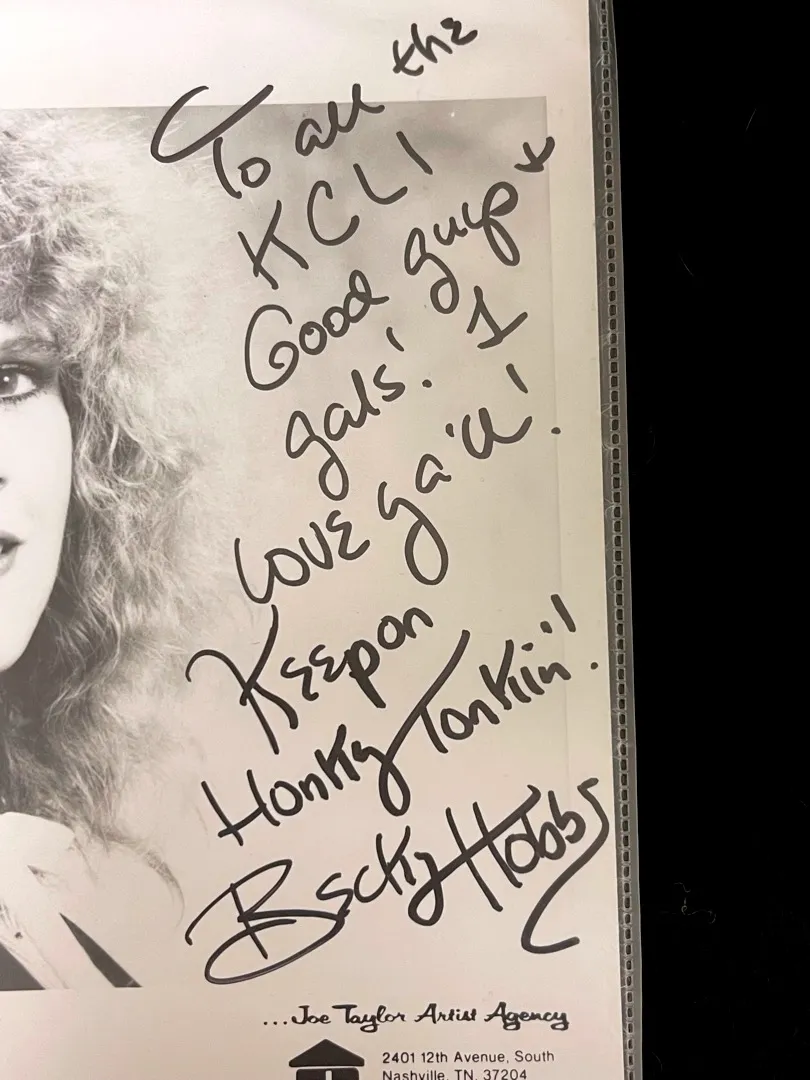 To all the
KCLI
Good guys +
gals! I
Love ya'll!
Keep on
Honky Tonkin'!
Becky Hobbs
...Joe Taylor Artist Agency
2401 12th Avenue, South
Nashville, TN. 37204